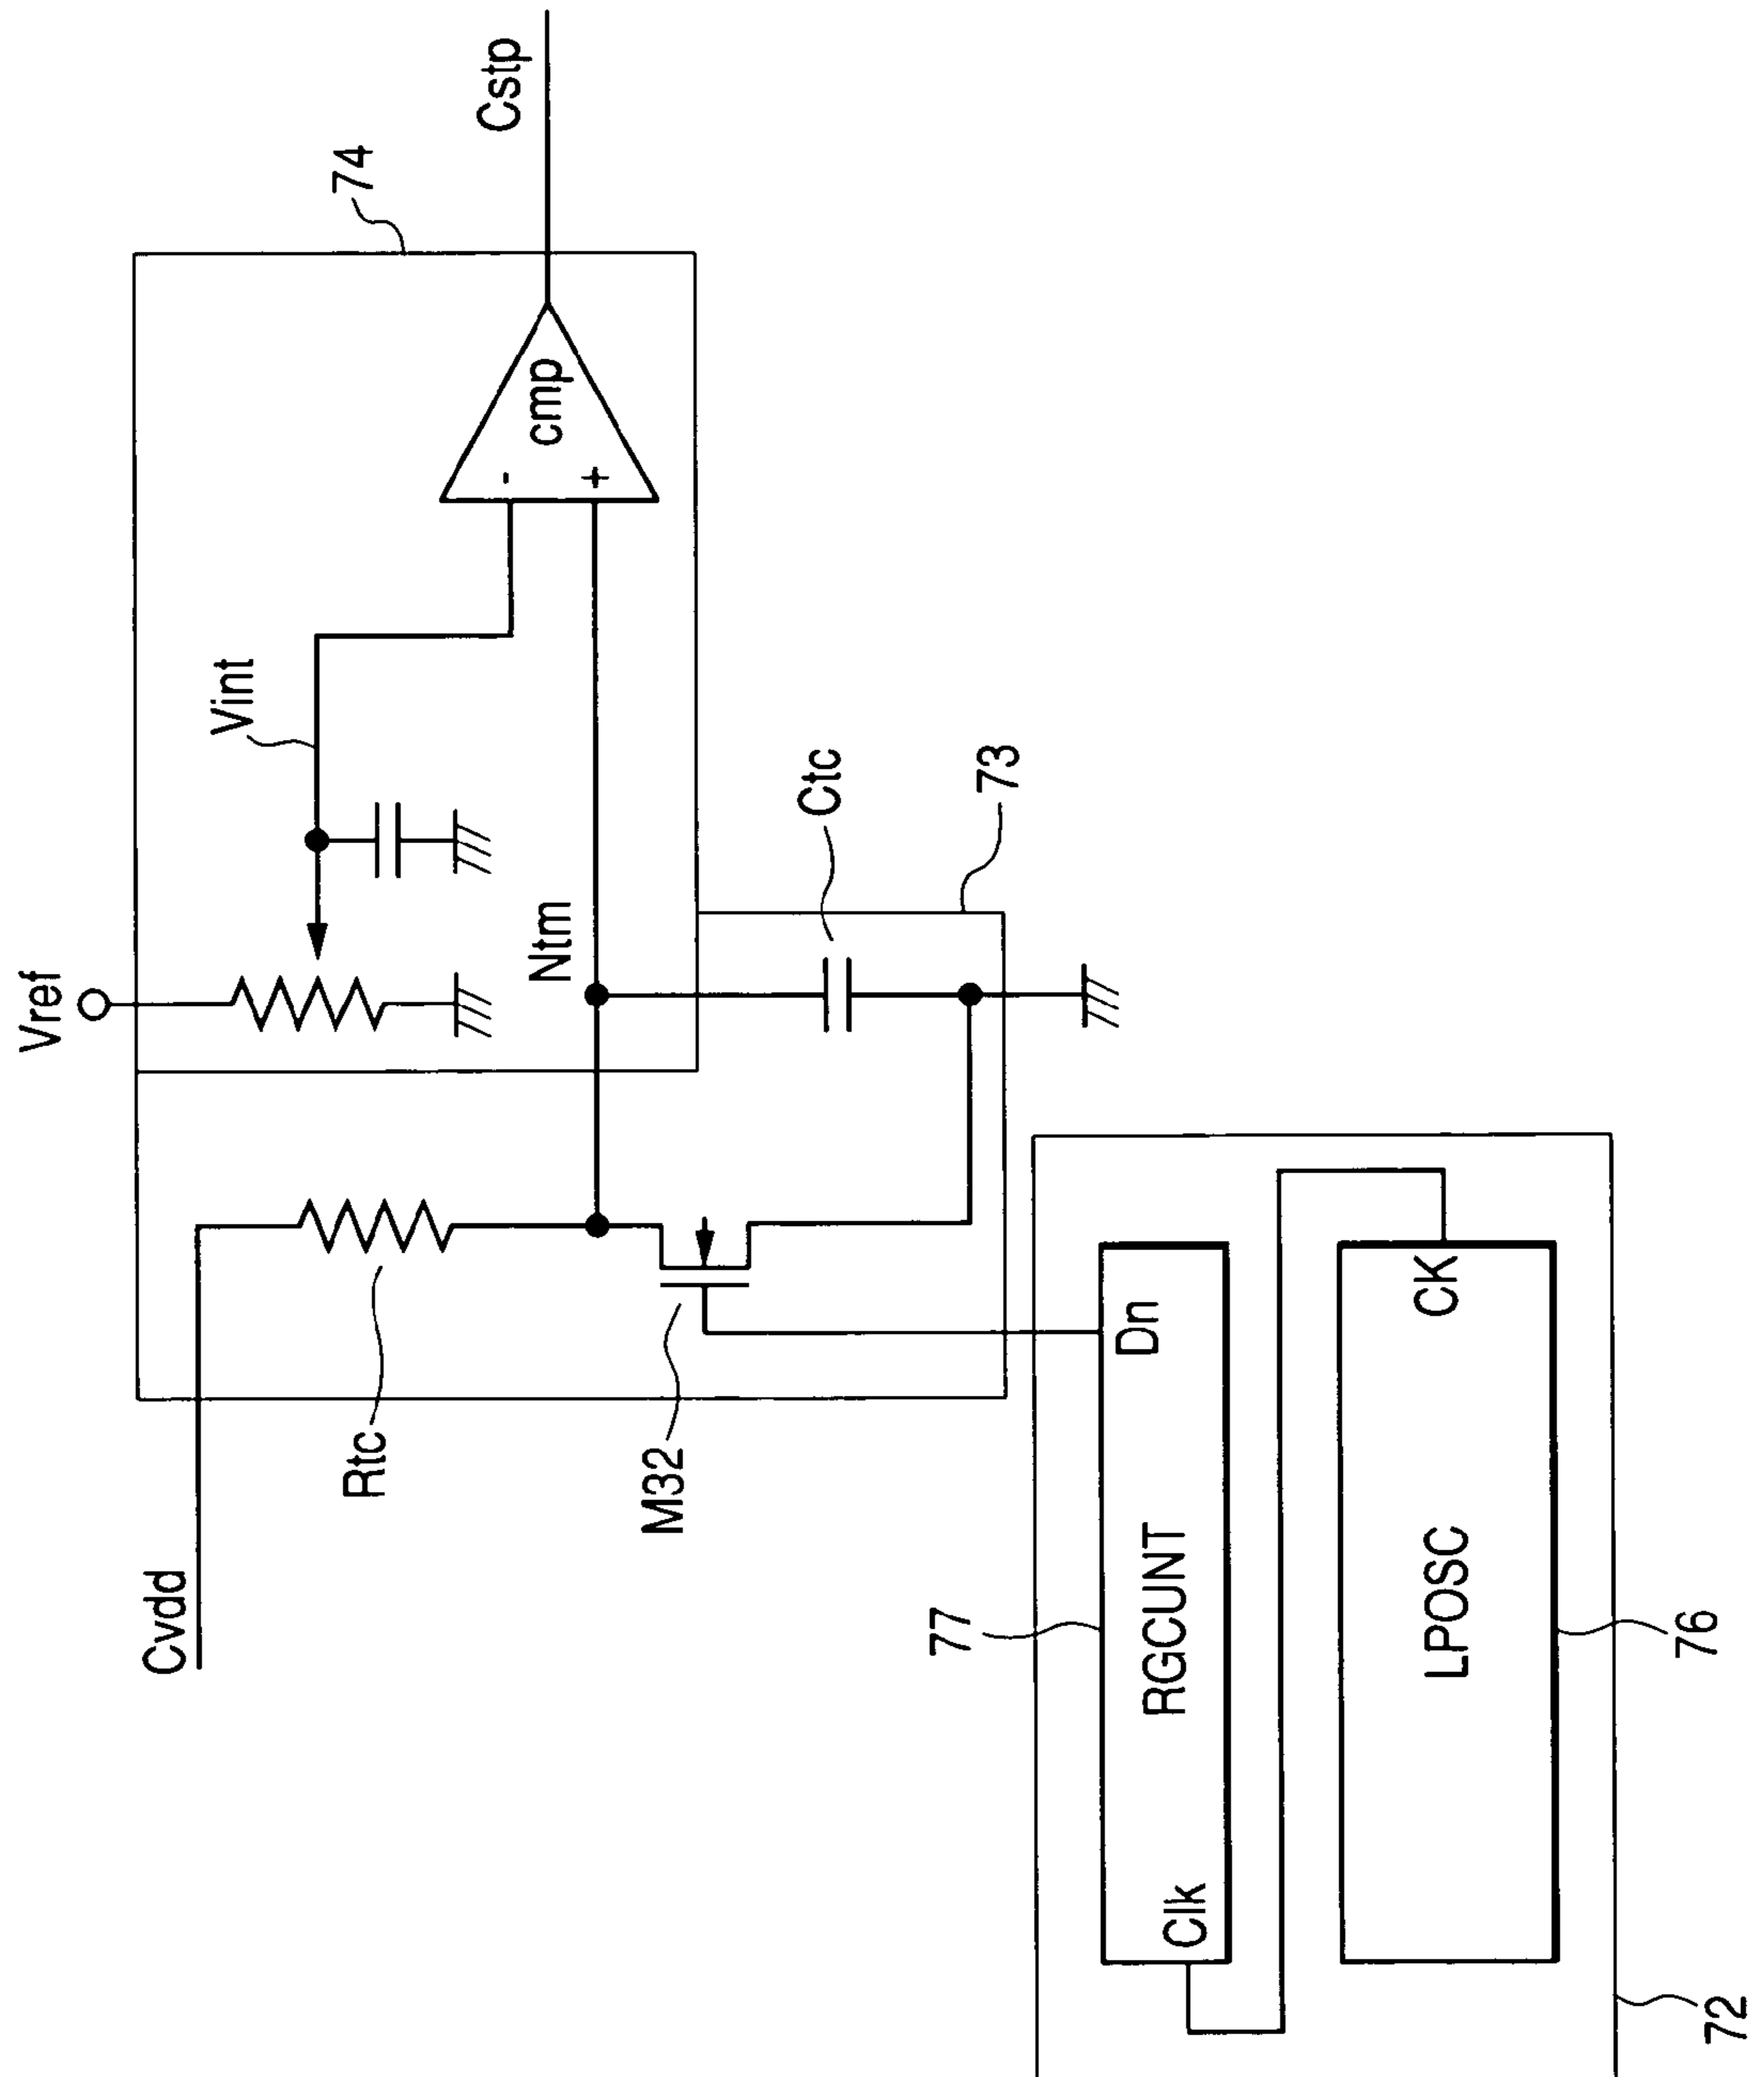 Cvdd
Rtc
M32
Vref
Vint
Ntm
-
+
cmp
74
Cstp
Ctc
73
77
RGCUNT
Clk
Dn
LPOSC
CK
76
72